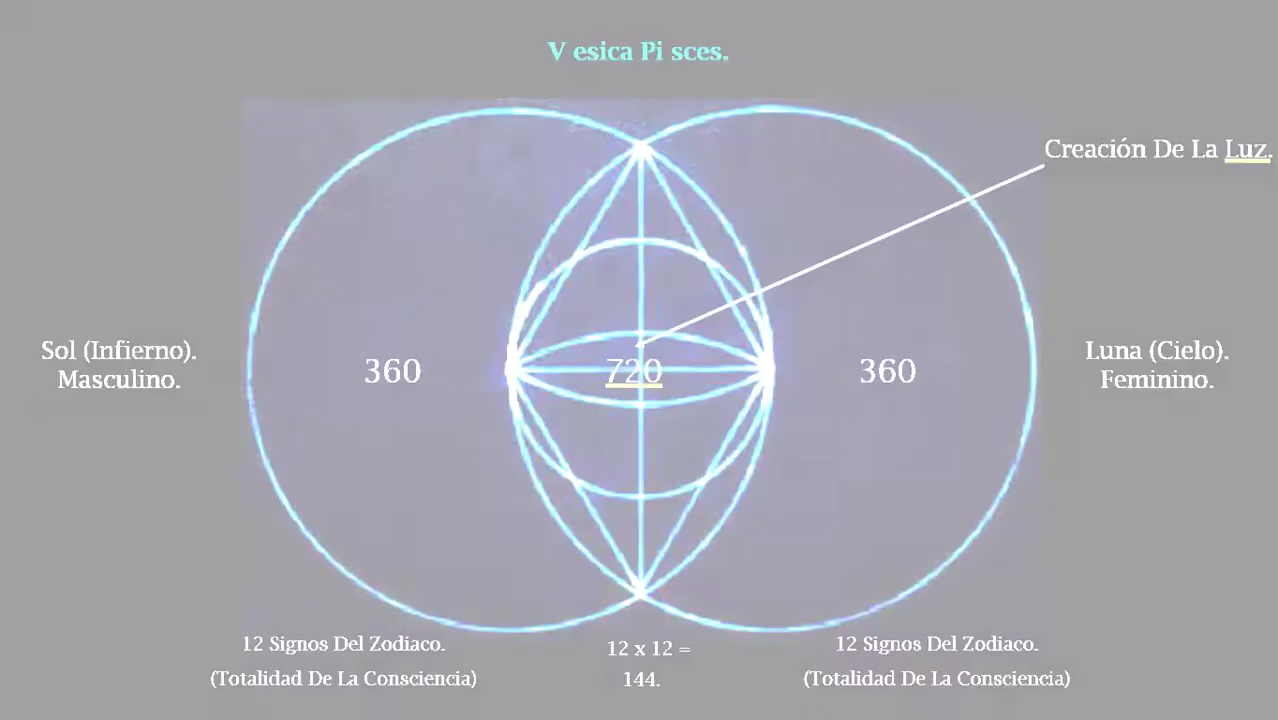 V esica Pi sces.
Creación De La Luz.
Sol (Infierno).
Masculino.
360
720
360
Luna (Cielo).
Feminino.
12 Signos Del Zodiaco.
(Totalidad De La Consciencia)
12 x 12 =
144.
12 Signos Del Zodiaco.
(Totalidad De La Consciencia)